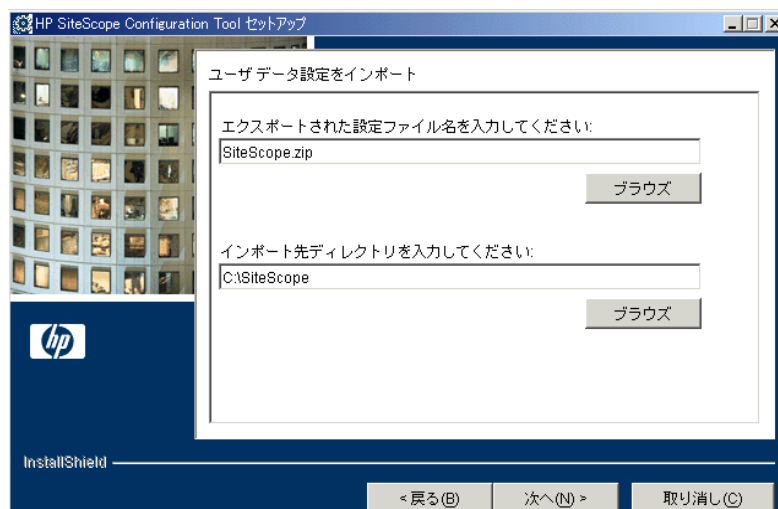 HP SiteScope Configuration Tool セットアップ
ユーザ データ設定をインポート
エクスポートされた設定ファイル名を入力してください:
SiteScope.zip
ブラウズ
インポート先ディレクトリを入力してください:
C:\SiteScope
ブラウズ
hp
InstallShield
<戻る(B)
次へ(N) >
取り消し(C)